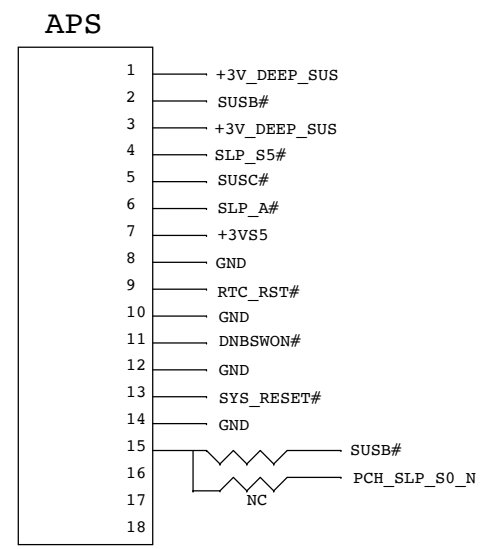 APS
1 +3V_DEEP_SUS
2 SUSB#
3 +3V_DEEP_SUS
4 SLP_S5#
5 SUSC#
6 SLP_A#
7 +3VS5
8 GND
9 RTC_RST#
10 GND
11 DNBSWON#
12 GND
13 SYS_RESET#
14 GND
15 SUSB#
16 PCH_SLP_S0_N
17 NC
18